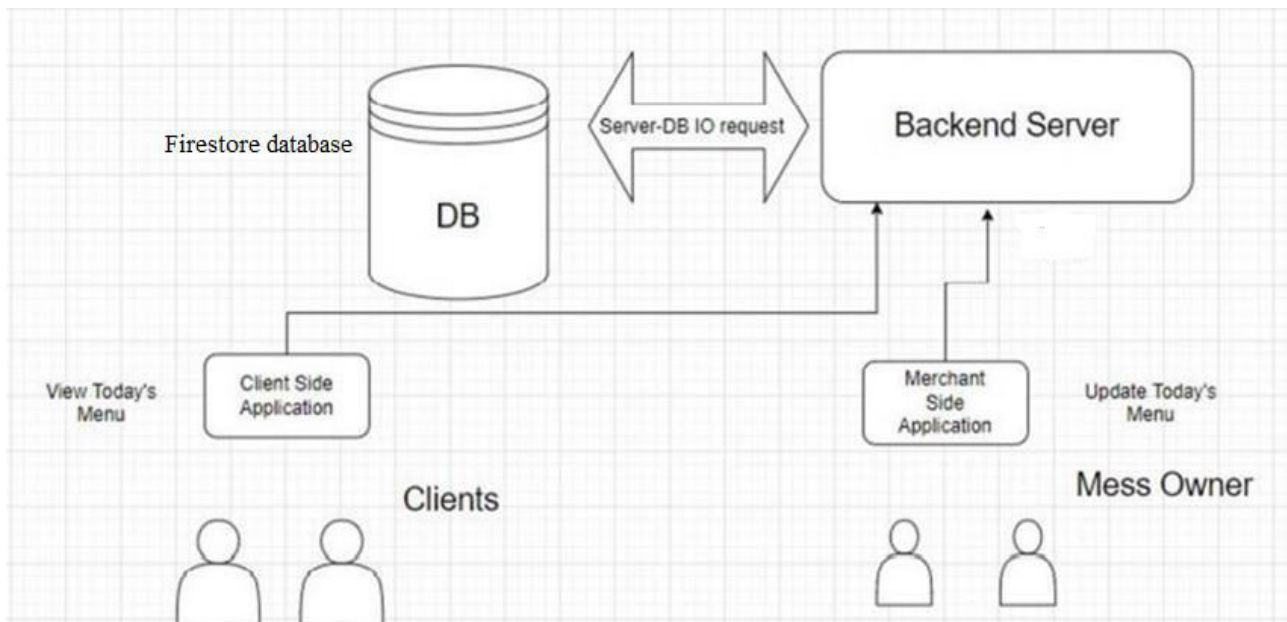 Firestore database
DB
Server-DB IO request
Backend Server
View Today's
Menu
Client Side
Application
Merchant
Side
Application
Update Today's
Menu
Clients
Mess Owner